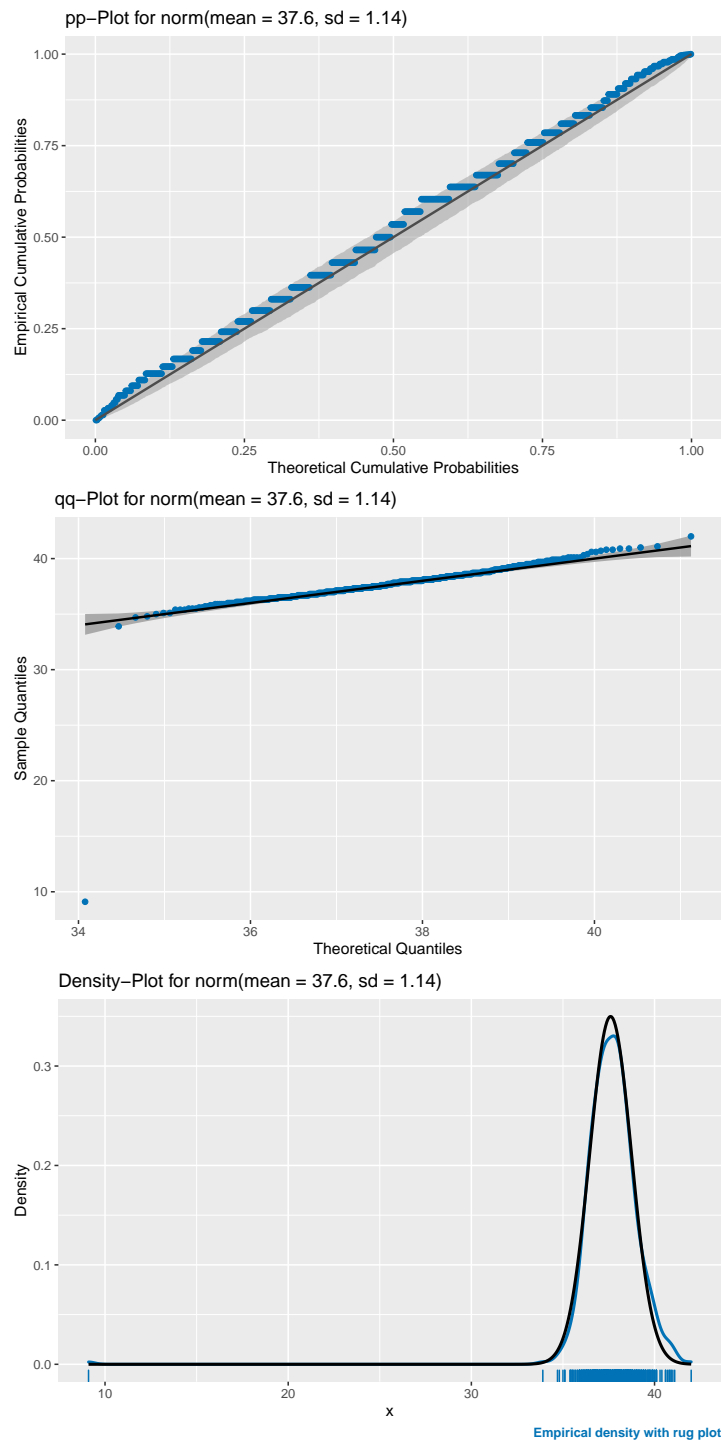 pp−Plot for norm(mean = 37.6, sd = 1.14)
1.00
0.75
0.50
0.25
0.00
Empirical Cumulative Probabilities
0.00 0.25 0.50 0.75 1.00
Theoretical Cumulative Probabilities
qq−Plot for norm(mean = 37.6, sd = 1.14)
40
30
20
10
Sample Quantiles
34 36 38 40
Theoretical Quantiles
Density−Plot for norm(mean = 37.6, sd = 1.14)
0.3
0.2
0.1
0.0
Density
10 20 30 40
x
Empirical density with rug plot